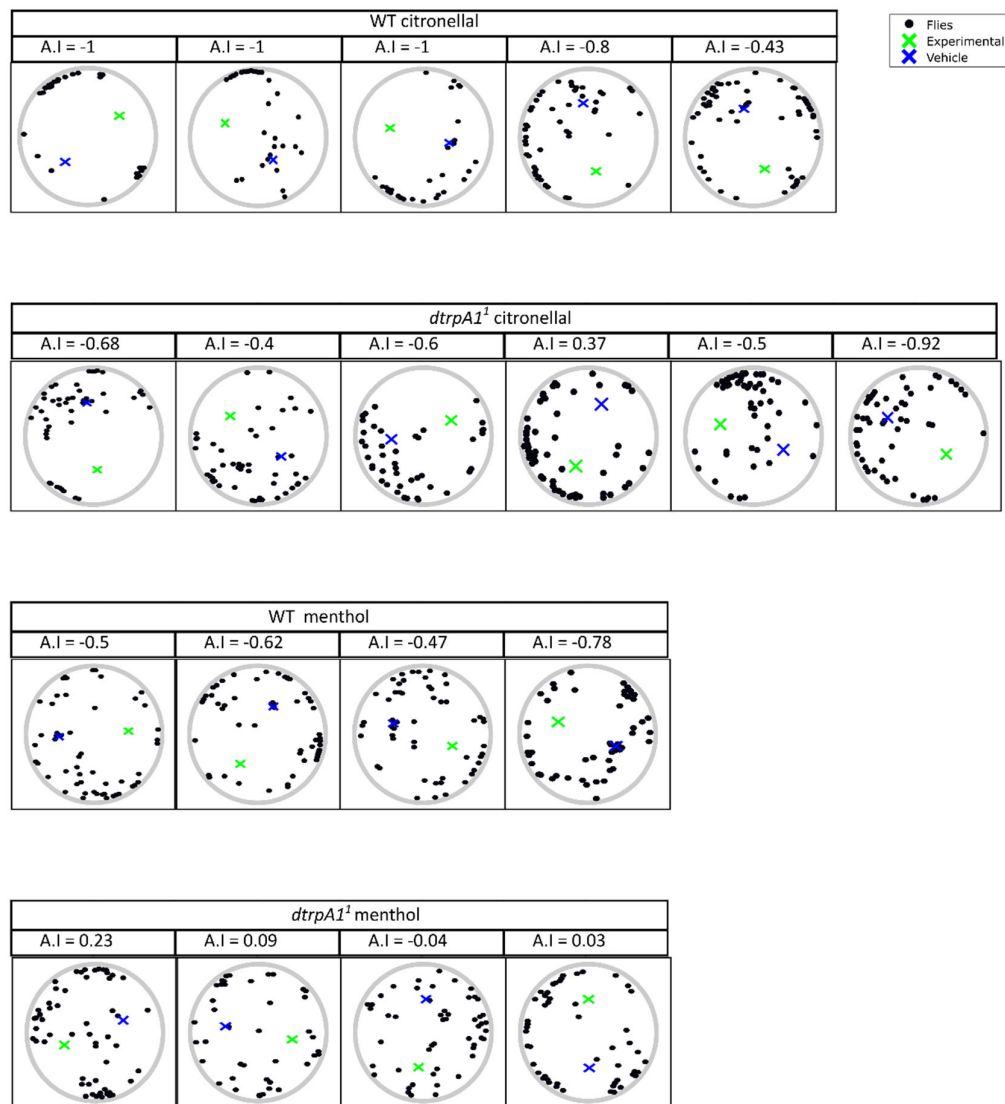 WT citronellal
A.I = -1 A.I = -1 A.I = -1 A.I = -0.8 A.I = -0.43
Flies
Experimental
Vehicle
dtrpA1¹ citronellal
A.I = -0.68 A.I = -0.4 A.I = -0.6 A.I = 0.37 A.I = -0.5 A.I = -0.92
WT menthol
A.I = -0.5 A.I = -0.62 A.I = -0.47 A.I = -0.78
dtrpA1¹ menthol
A.I = 0.23 A.I = 0.09 A.I = -0.04 A.I = 0.03